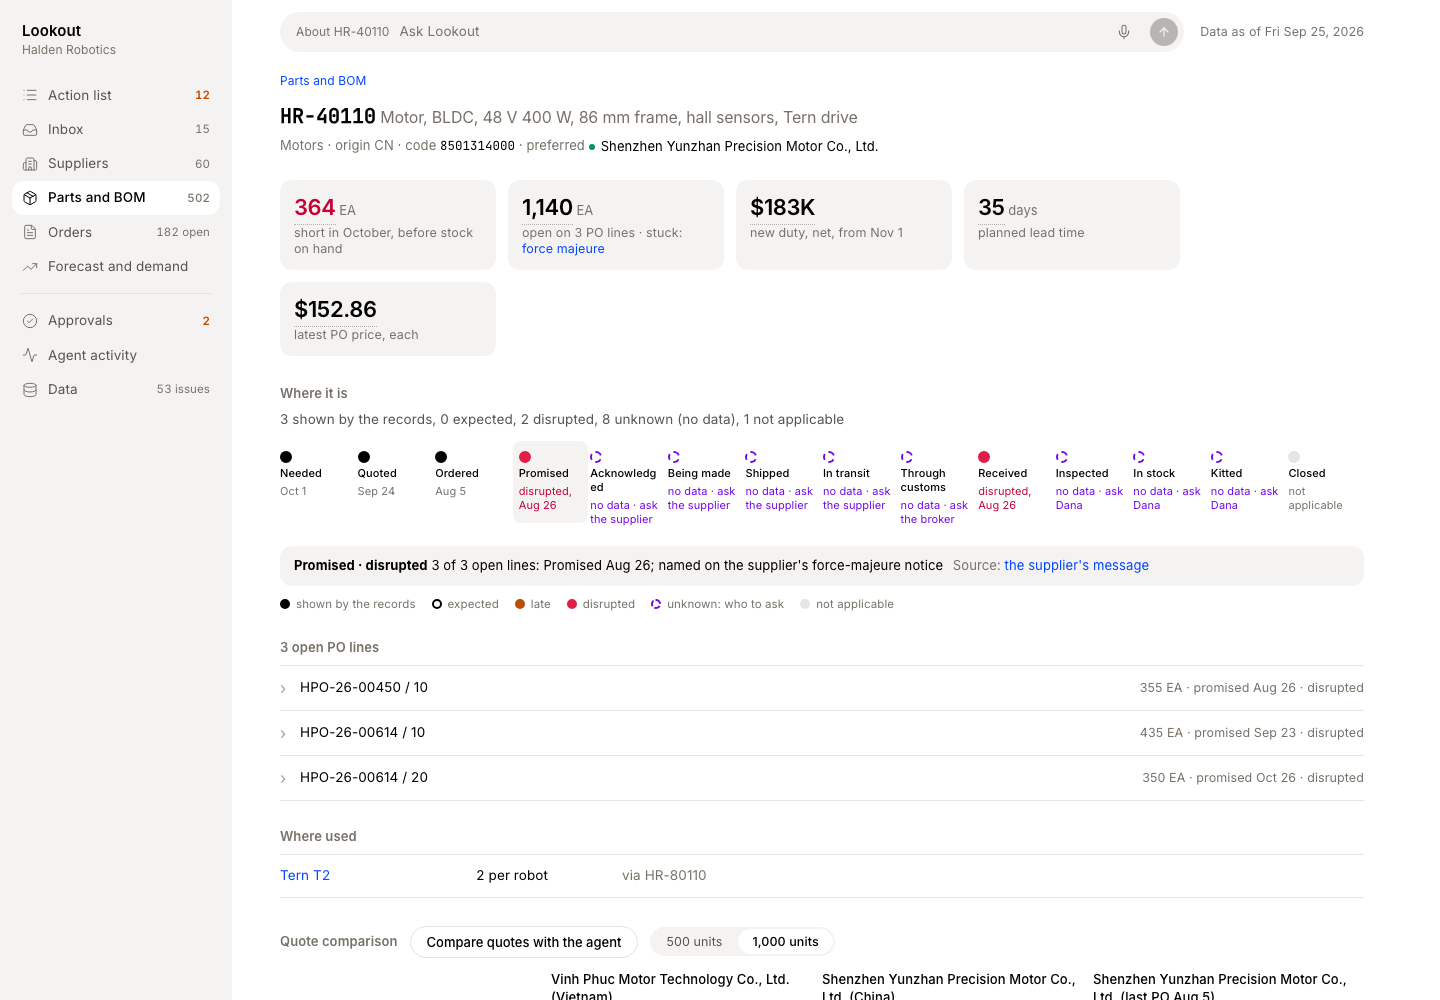 Lookout
Halden Robotics
Action list 12
Inbox 15
Suppliers 60
Parts and BOM 502
Orders 182 open
Forecast and demand
Approvals 2
Agent activity
Data 53 issues
About HR-40110 Ask Lookout
Data as of Fri Sep 25, 2026
Parts and BOM
HR-40110 Motor, BLDC, 48 V 400 W, 86 mm frame, hall sensors, Tern drive
Motors · origin CN · code 8501314000 · preferred Shenzhen Yunzhan Precision Motor Co., Ltd.
364 EA
short in October, before stock
on hand
1,140 EA
open on 3 PO lines · stuck:
force majeure
$183K
new duty, net, from Nov 1
35 days
planned lead time
$152.86
latest PO price, each
Where it is
3 shown by the records, 0 expected, 2 disrupted, 8 unknown (no data), 1 not applicable
Needed
Oct 1
Quoted
Sep 24
Ordered
Aug 5
Promised
disrupted,
Aug 26
Acknowledg
ed
no data · ask
the supplier
Being made
no data · ask
the supplier
Shipped
no data · ask
the supplier
In transit
no data · ask
the supplier
Through
customs
no data · ask
the broker
Received
disrupted,
Aug 26
Inspected
no data · ask
Dana
In stock
no data · ask
Dana
Kitted
no data · ask
Dana
Closed
not
applicable
Promised · disrupted 3 of 3 open lines: Promised Aug 26; named on the supplier's force-majeure notice Source: the supplier's message
shown by the records expected late disrupted unknown: who to ask not applicable
3 open PO lines
HPO-26-00450 / 10 355 EA · promised Aug 26 · disrupted
HPO-26-00614 / 10 435 EA · promised Sep 23 · disrupted
HPO-26-00614 / 20 350 EA · promised Oct 26 · disrupted
Where used
Tern T2 2 per robot via HR-80110
Quote comparison Compare quotes with the agent 500 units 1,000 units
Vinh Phuc Motor Technology Co., Ltd.
(Vietnam)
Shenzhen Yunzhan Precision Motor Co.,
Ltd. (China)
Shenzhen Yunzhan Precision Motor Co.,
Ltd. (last PO Aug 5)